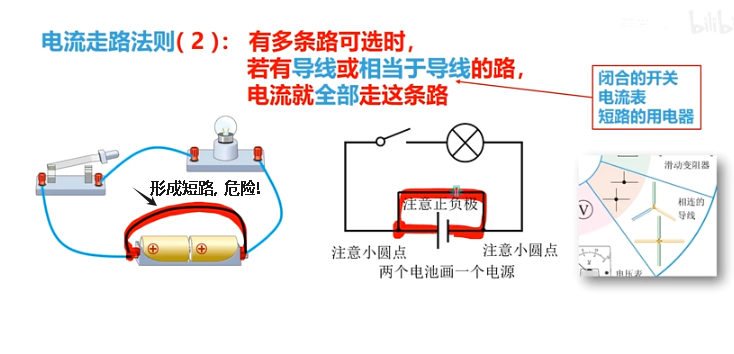 bilibili
电流走路法则(2): 有多条路可选时,
若有导线或相当于导线的路,
电流就全部走这条路
闭合的开关
电流表
短路的用电器
形成短路, 危险!
注意正负极
注意小圆点
注意小圆点
两个电池画一个电源
滑动变阻器
相连的
导线
V
电压表